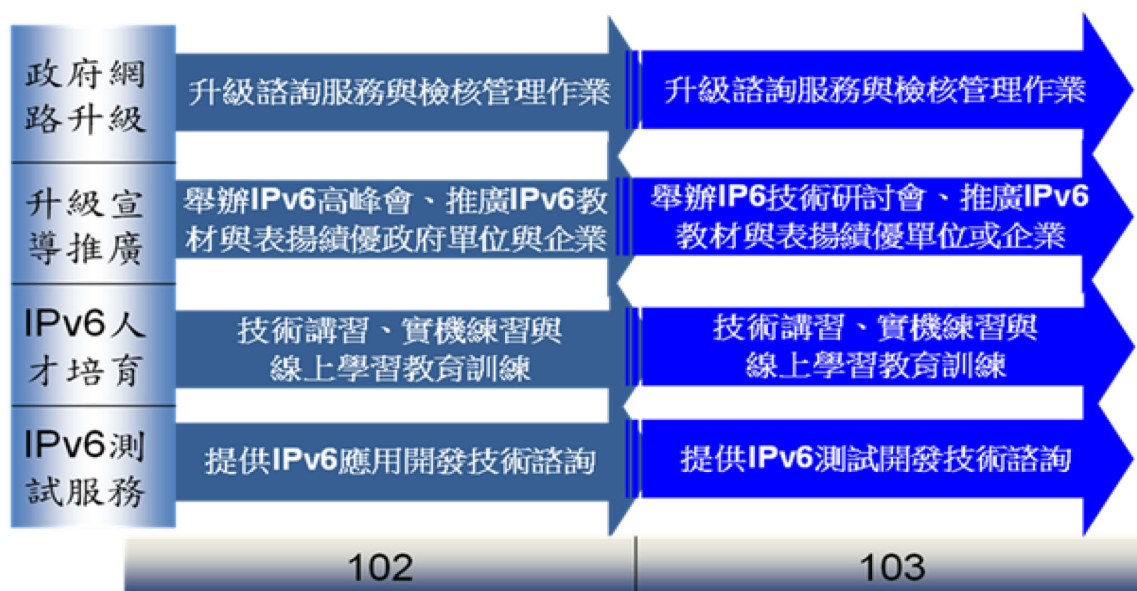 政府網
路升級
升級諮詢服務與檢核管理作業
升級諮詢服務與檢核管理作業
升級宣
導推廣
舉辦IPv6高峰會、推廣IPv6教
材與表揚績優政府單位與企業
舉辦IP6技術研討會、推廣IPv6
教材與表揚績優單位或企業
IPv6人
才培育
技術講習、實機練習與
線上學習教育訓練
技術講習、實機練習與
線上學習教育訓練
IPv6測
試服務
提供IPv6應用開發技術諮詢
提供IPv6測試開發技術諮詢
102
103